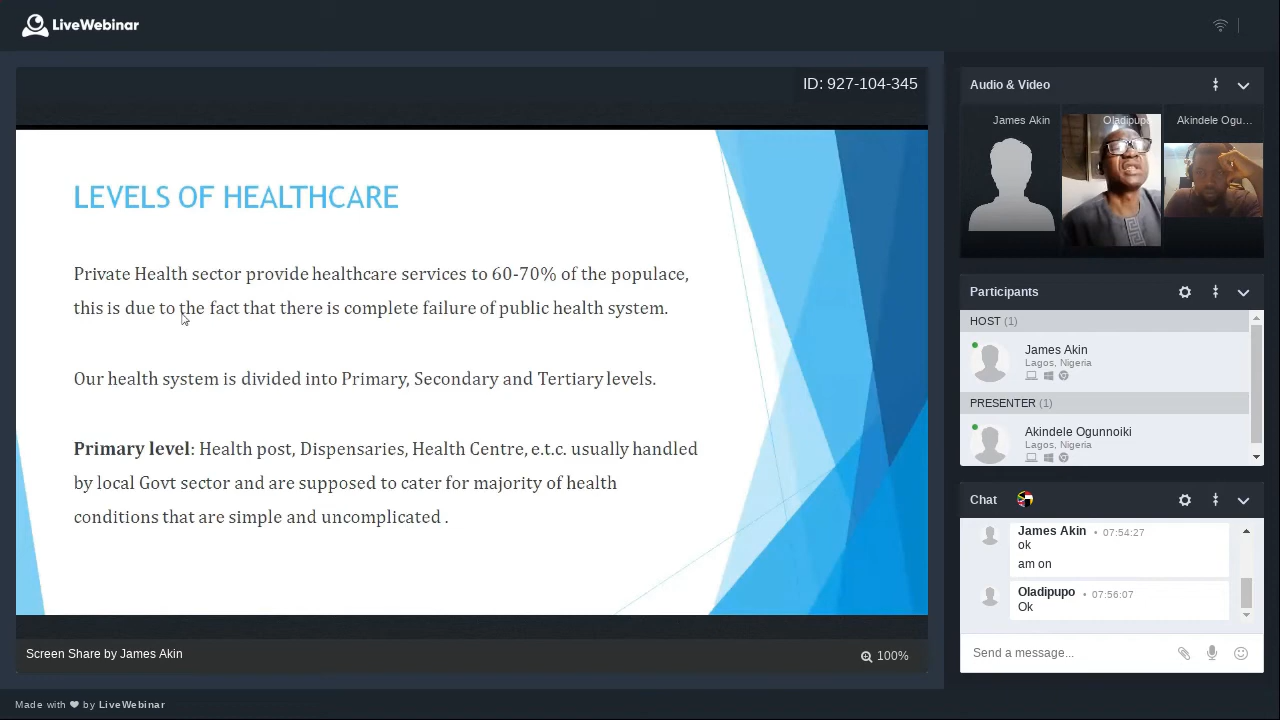 LiveWebinar
ID: 927-104-345
LEVELS OF HEALTHCARE
Private Health sector provide healthcare services to 60-70% of the populace,
this is due to the fact that there is complete failure of public health system.
Our health system is divided into Primary, Secondary and Tertiary levels.
Primary level: Health post, Dispensaries, Health Centre, e.t.c. usually handled
by local Govt sector and are supposed to cater for majority of health
conditions that are simple and uncomplicated .
Screen Share by James Akin
100%
Audio & Video
James Akin
Oladipupo
Akindele Ogu...
Participants
HOST (1)
James Akin
Lagos, Nigeria
PRESENTER (1)
Akindele Ogunnoiki
Lagos, Nigeria
Chat
James Akin • 07:54:27
ok
am on
Oladipupo • 07:56:07
Ok
Send a message...
Made with ❤ by LiveWebinar